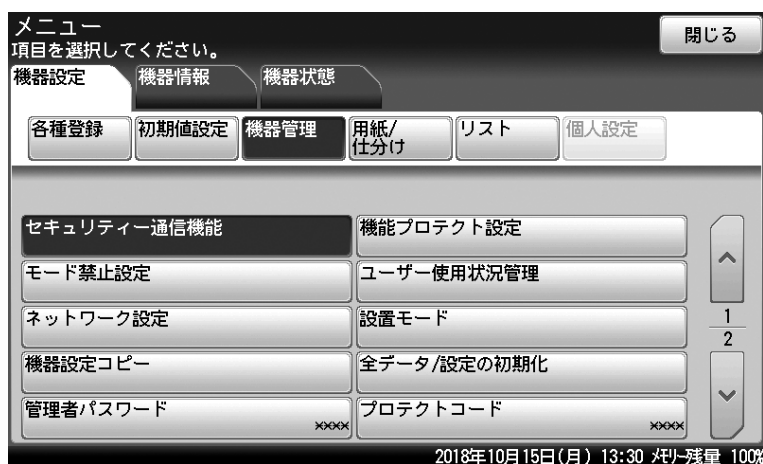 メニュー
項目を選択してください。
閉じる
機器設定
機器情報
機器状態
各種登録
初期値設定
機器管理
用紙/
仕分け
リスト
個人設定
セキュリティー通信機能
機能プロテクト設定
モード禁止設定
ユーザー使用状況管理
ネットワーク設定
設置モード
1
2
機器設定コピー
全データ/設定の初期化
管理者パスワード
××××
プロテクトコード
××××
2018年10月15日(月) 13:30 ﾒﾓﾘｰ残量 100%